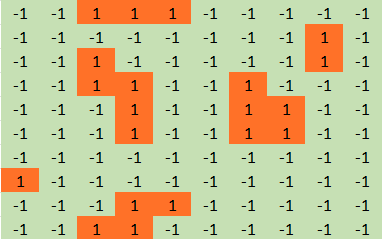 -1 -1 1 1 1 -1 -1 -1 -1 -1
-1 -1 -1 -1 -1 -1 -1 -1 1 -1
-1 -1 1 -1 -1 -1 -1 -1 1 -1
-1 -1 1 1 -1 -1 1 -1 -1 -1
-1 -1 -1 1 -1 -1 1 1 -1 -1
-1 -1 -1 1 -1 -1 1 1 -1 -1
-1 -1 -1 -1 -1 -1 -1 -1 -1 -1
1 -1 -1 -1 -1 -1 -1 -1 -1 -1
-1 -1 -1 1 1 -1 -1 -1 -1 -1
-1 -1 1 1 -1 -1 -1 -1 -1 -1